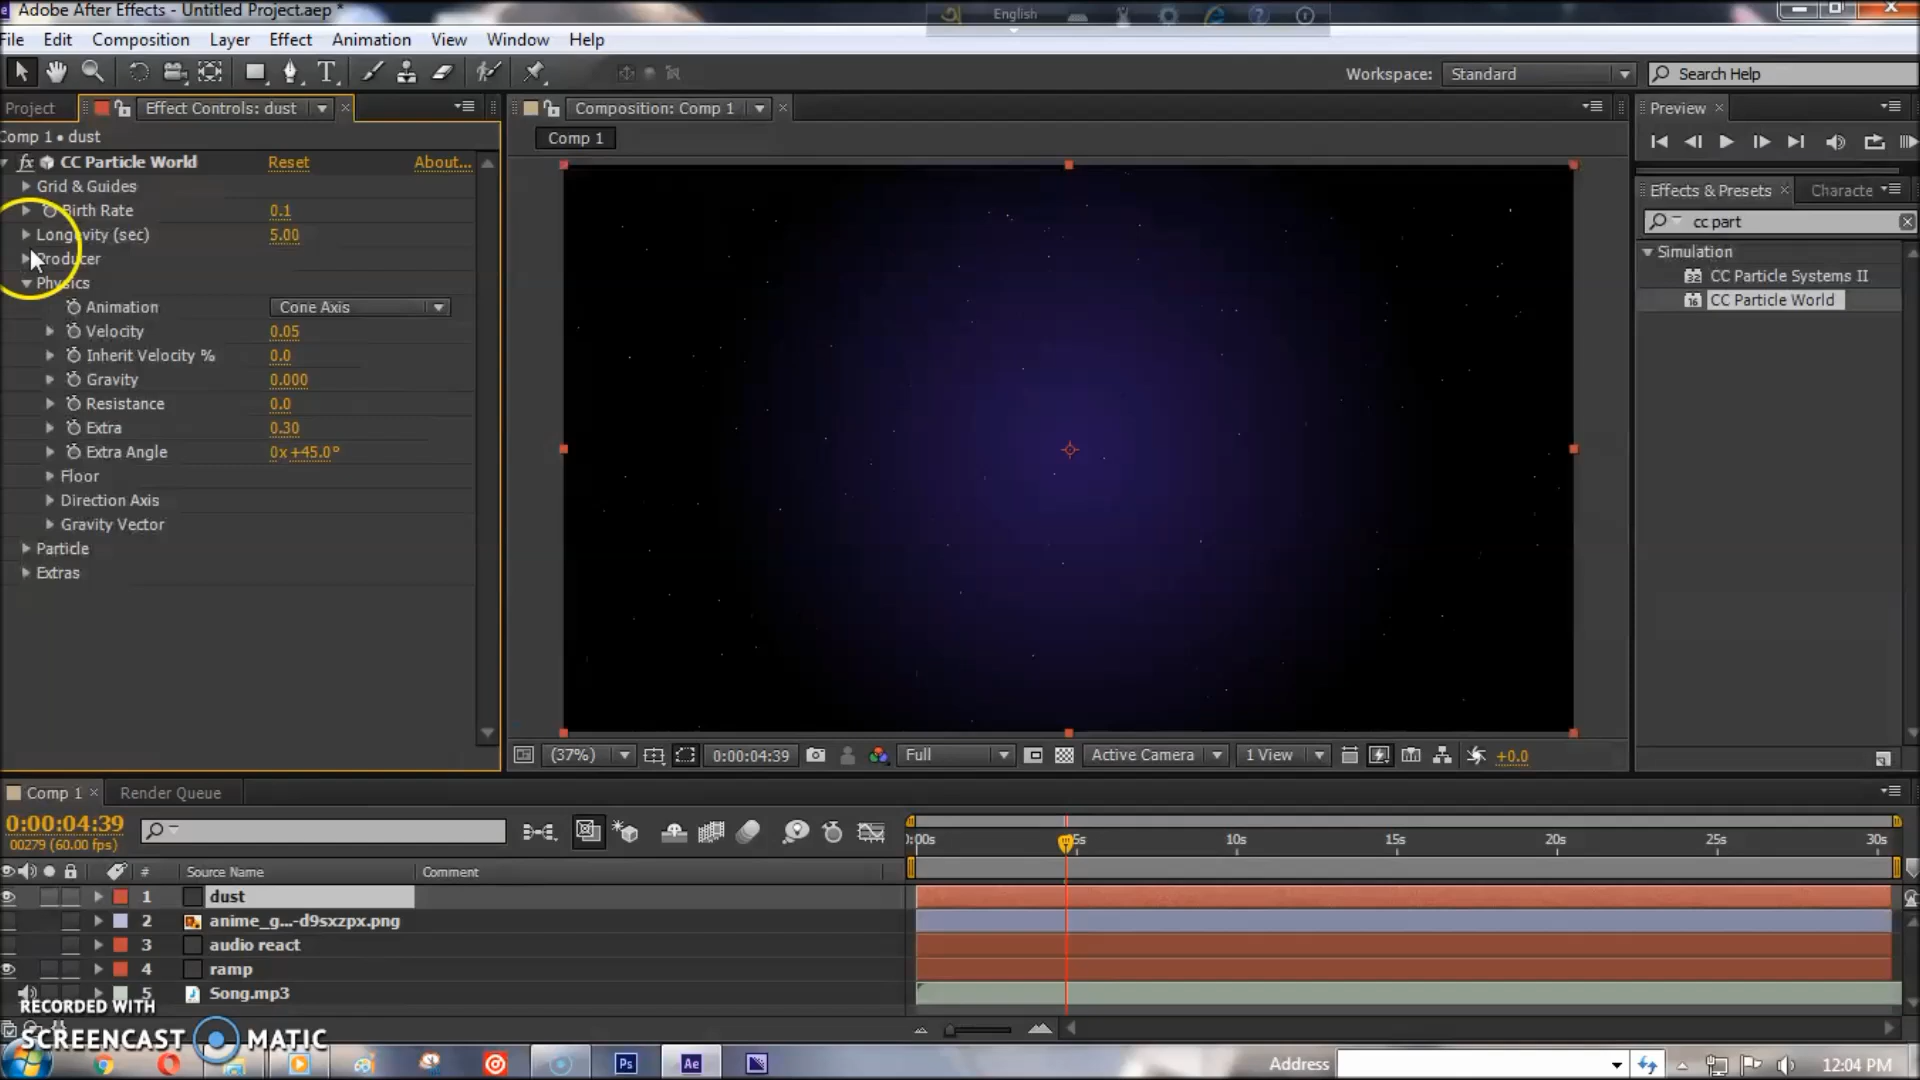 Adobe After Effects - Untitled Project.aep *
English
File Edit Composition Layer Effect Animation View Window Help
Workspace: Standard Search Help
Project Effect Controls: dust Composition: Comp 1 Preview
Comp 1 • dust Comp 1
fx CC Particle World Reset About...
Grid & Guides
Birth Rate 0.1
Longevity (sec) 5.00
Producer
Physics
Animation Cone Axis
Velocity 0.05
Inherit Velocity % 0.0
Gravity 0.000
Resistance 0.0
Extra 0.30
Extra Angle 0x +45.0°
Floor
Direction Axis
Gravity Vector
Particle
Extras
Effects & Presets Characte
cc part
Simulation
CC Particle Systems II
CC Particle World
(37%) 0:00:04:39 Full Active Camera 1 View +0.0
Comp 1 Render Queue
0:00:04:39
00279 (60.00 fps)
):00s 5s 10s 15s 20s 25s 30s
# Source Name Comment
1 dust
2 anime_g...-d9sxzpx.png
3 audio react
4 ramp
5 Song.mp3
RECORDED WITH
SCREENCAST MATIC
Ps Ae Address 12:04 PM